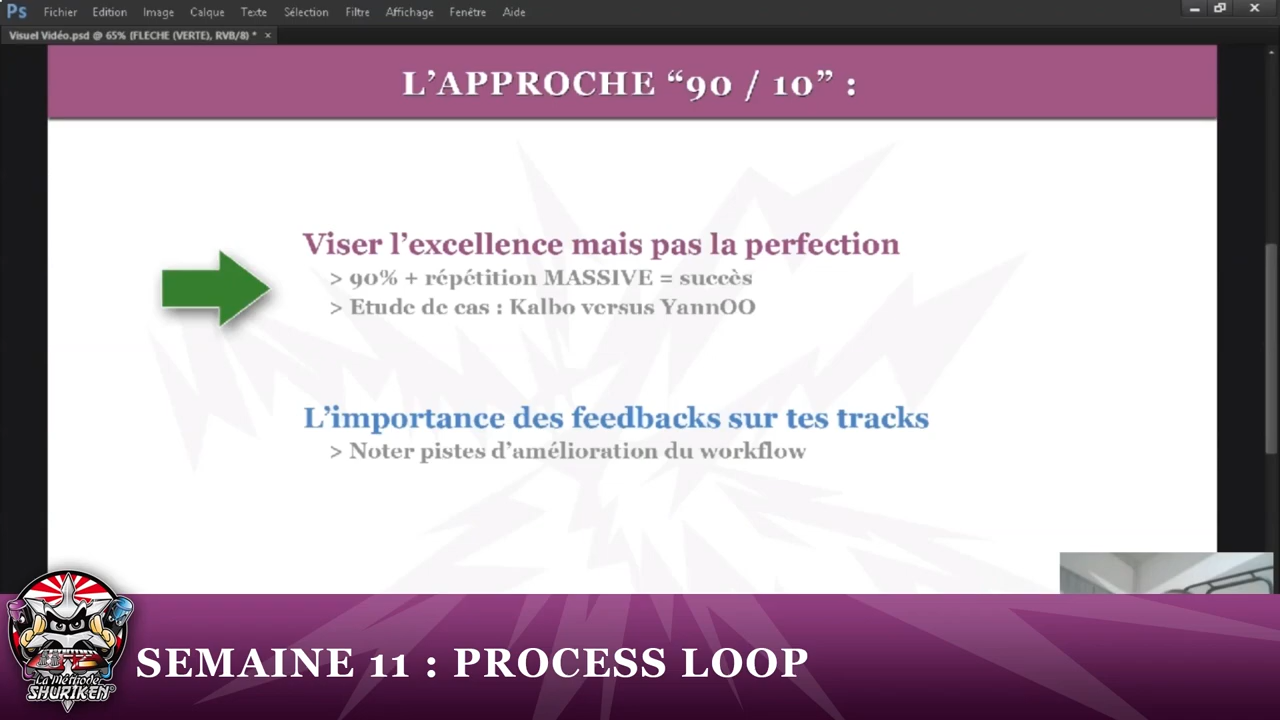 Ps Fichier Edition Image Calque Texte Sélection Filtre Affichage Fenêtre Aide
Visuel Vidéo.psd @ 65% (FLECHE (VERTE), RVB/8) * ×
L’APPROCHE “90 / 10” :
Viser l’excellence mais pas la perfection
> 90% + répétition MASSIVE = succès
> Etude de cas : Kalbo versus YannOO
L’importance des feedbacks sur tes tracks
> Noter pistes d’amélioration du workflow
La Méthode
SHURIKEN
SEMAINE 11 : PROCESS LOOP